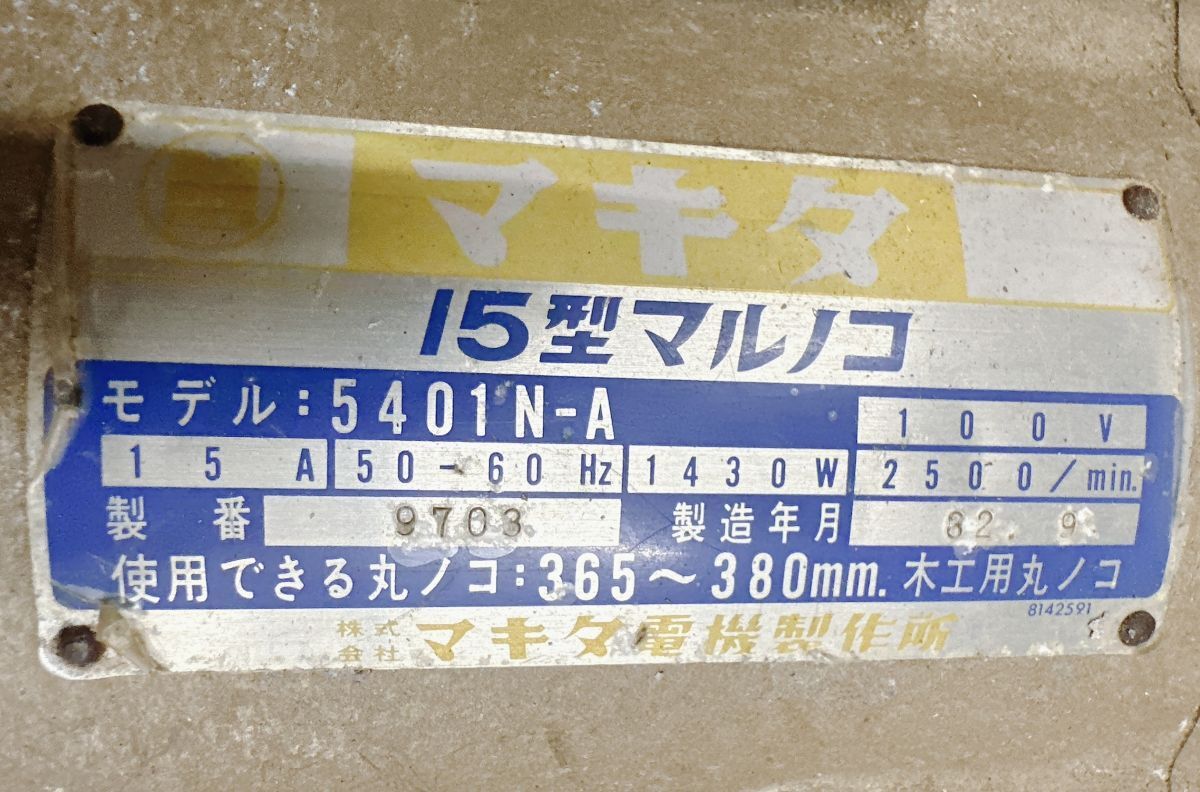 マキタ
15型マルノコ
モデル:5401N-A 100V
15A 50-60Hz 1430W 2500/min.
製番 9703 製造年月 82.9
使用できる丸ノコ:365〜380mm. 木工用丸ノコ
8142591
株式会社 マキタ電機製作所